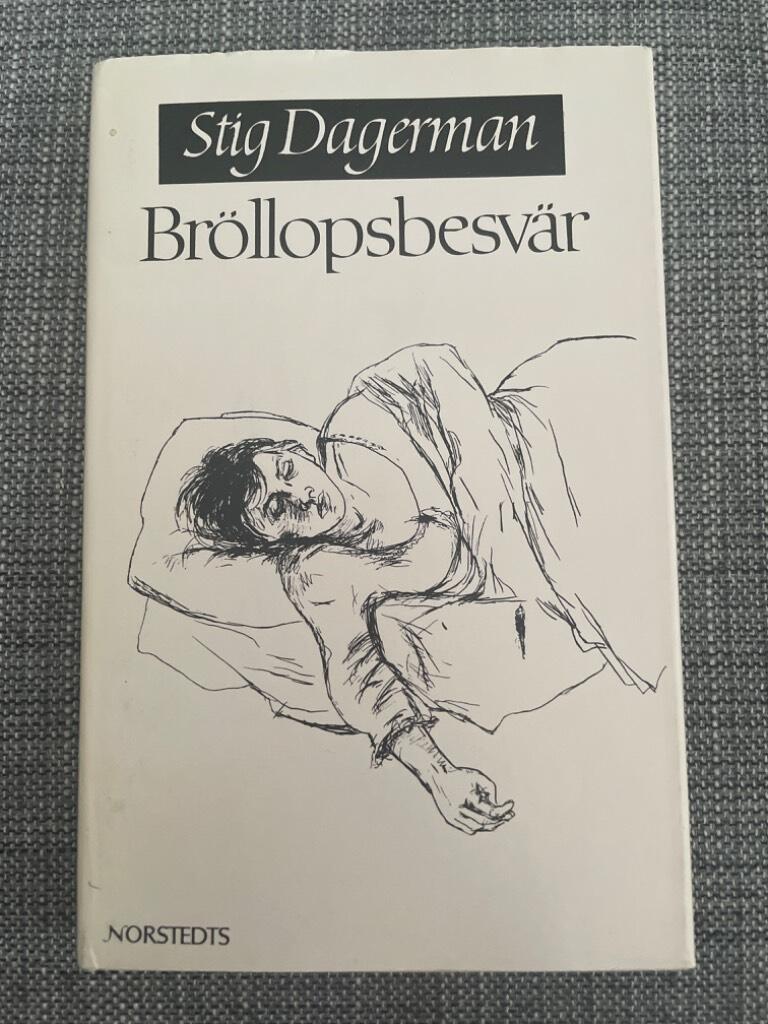 Stig Dagerman
Bröllopsbesvär
NORSTEDTS